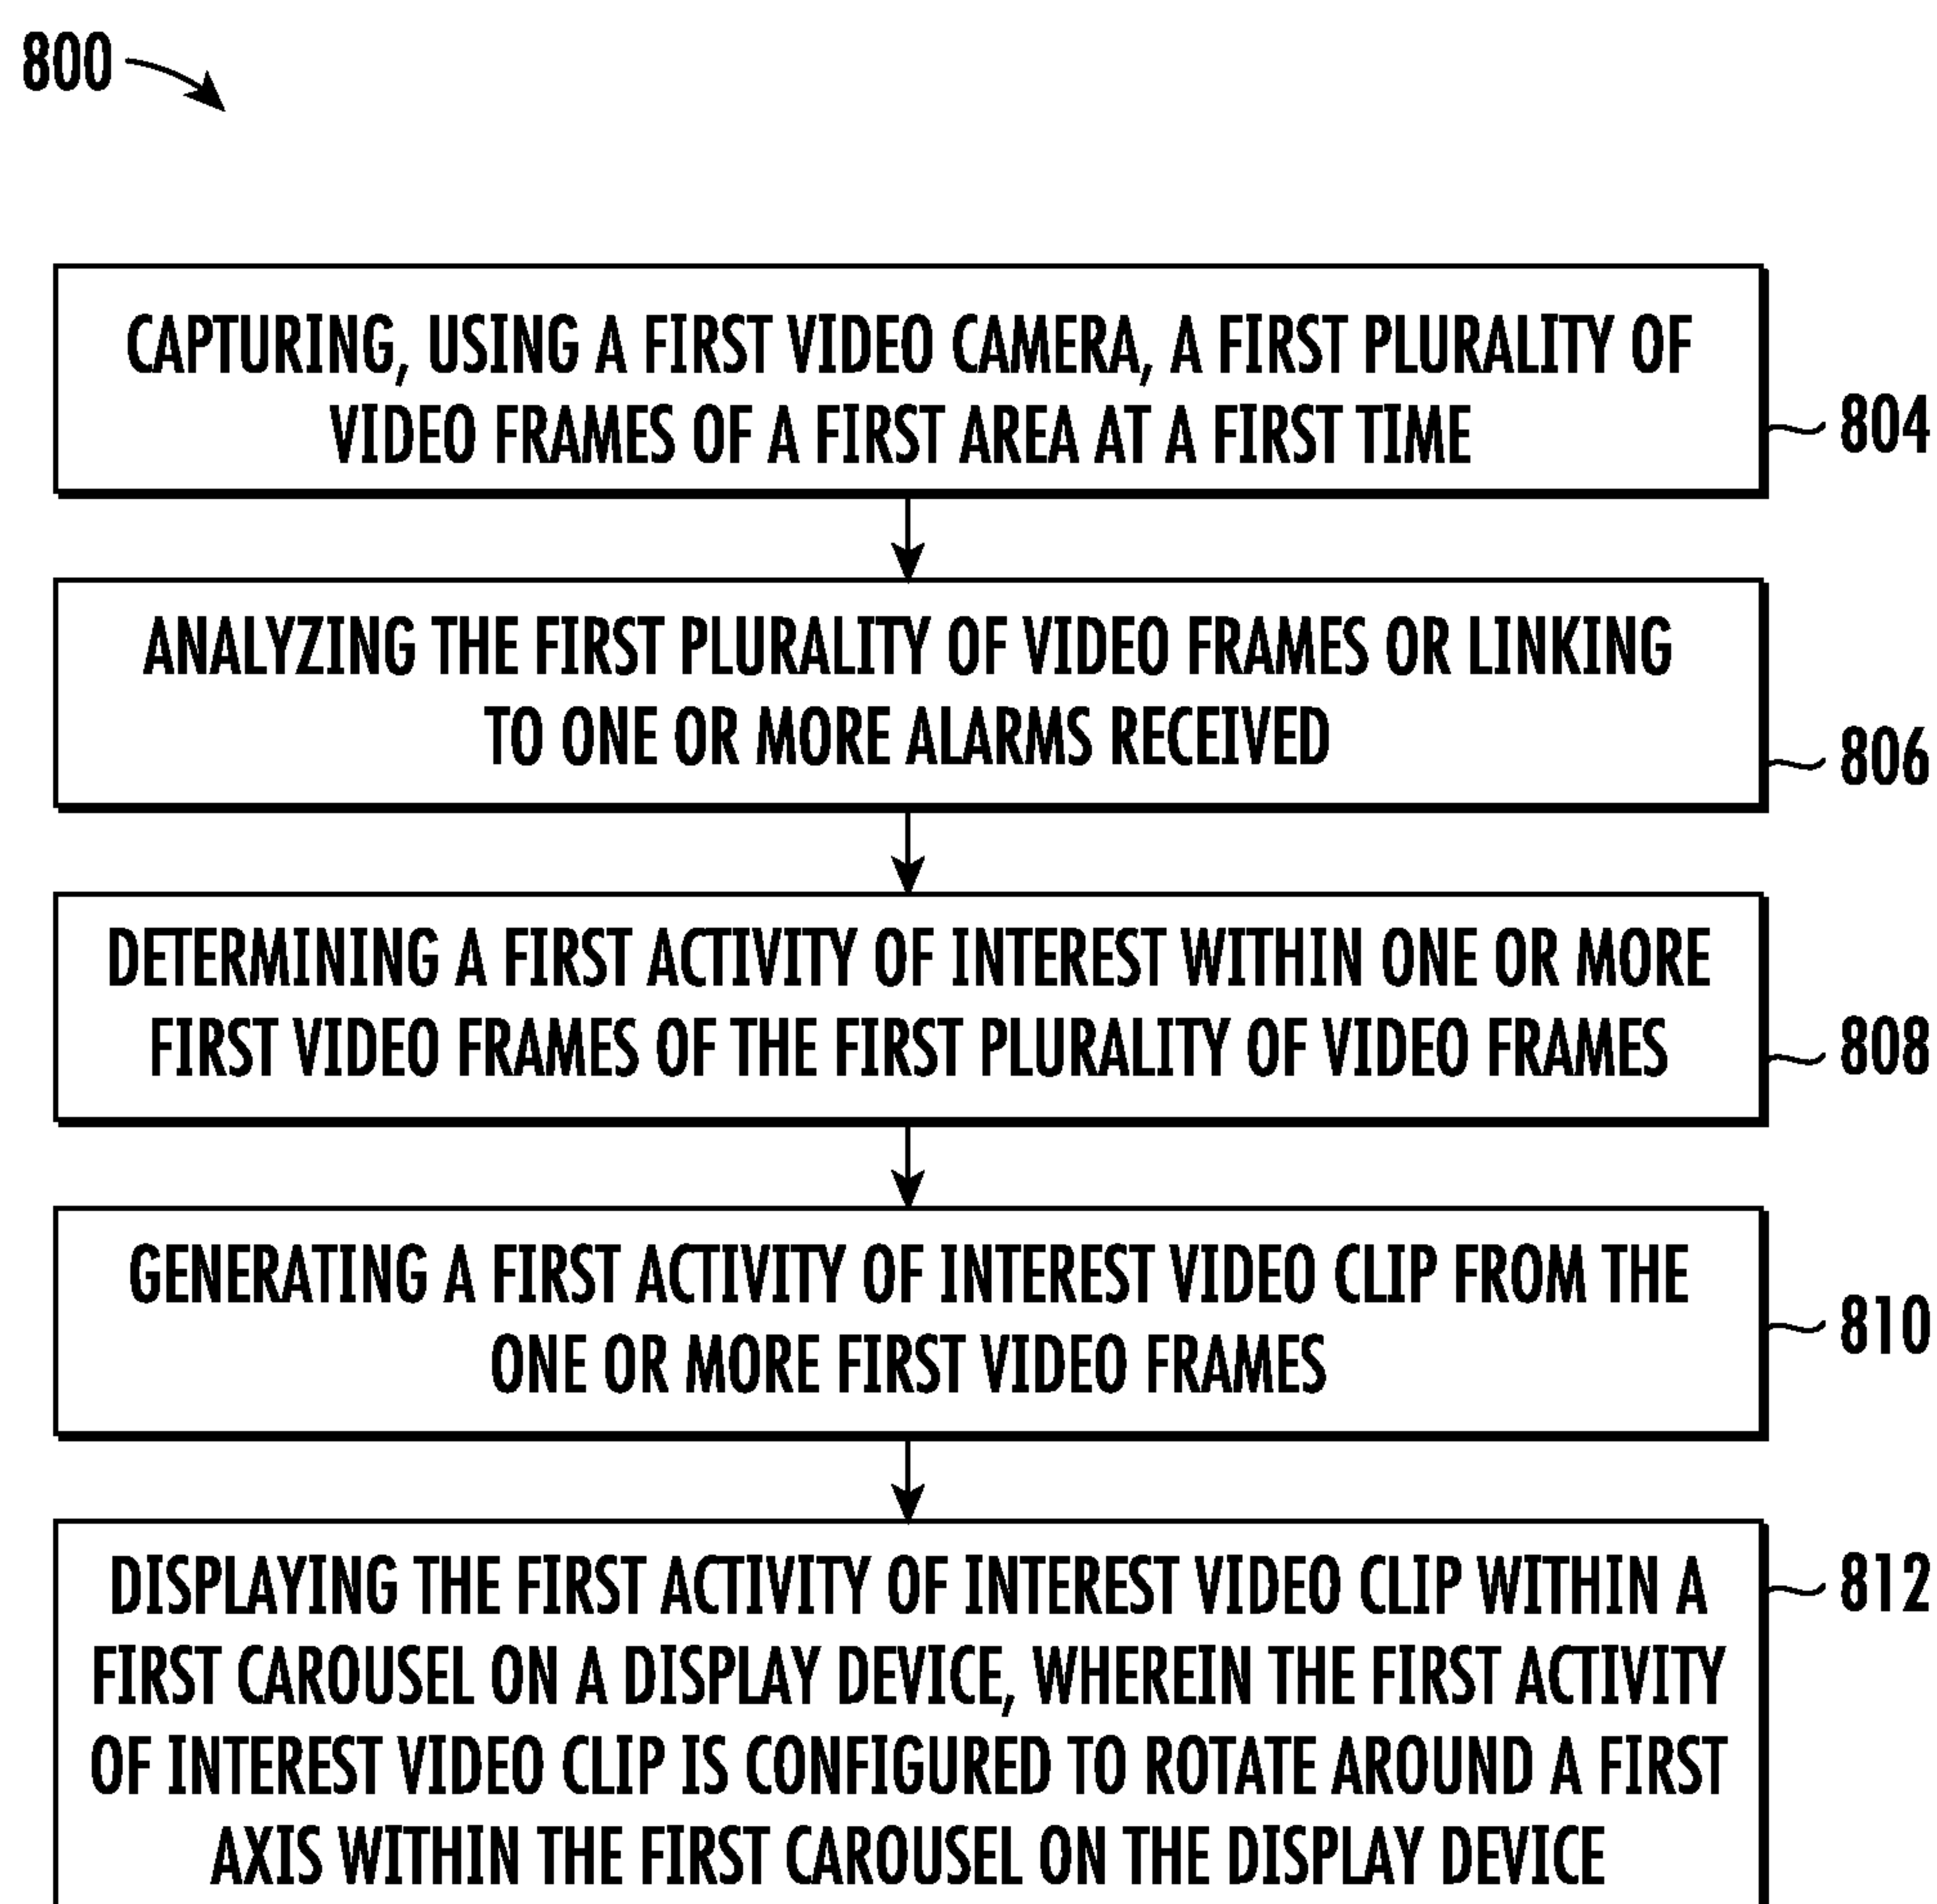 800
CAPTURING, USING A FIRST VIDEO CAMERA, A FIRST PLURALITY OF
VIDEO FRAMES OF A FIRST AREA AT A FIRST TIME
804
ANALYZING THE FIRST PLURALITY OF VIDEO FRAMES OR LINKING
TO ONE OR MORE ALARMS RECEIVED
806
DETERMINING A FIRST ACTIVITY OF INTEREST WITHIN ONE OR MORE
FIRST VIDEO FRAMES OF THE FIRST PLURALITY OF VIDEO FRAMES
808
GENERATING A FIRST ACTIVITY OF INTEREST VIDEO CLIP FROM THE
ONE OR MORE FIRST VIDEO FRAMES
810
DISPLAYING THE FIRST ACTIVITY OF INTEREST VIDEO CLIP WITHIN A
812
FIRST CAROUSEL ON A DISPLAY DEVICE, WHEREIN THE FIRST ACTIVITY
OF INTEREST VIDEO CLIP IS CONFIGURED TO ROTATE AROUND A FIRST
AXIS WITHIN THE FIRST CAROUSEL ON THE DISPLAY DEVICE